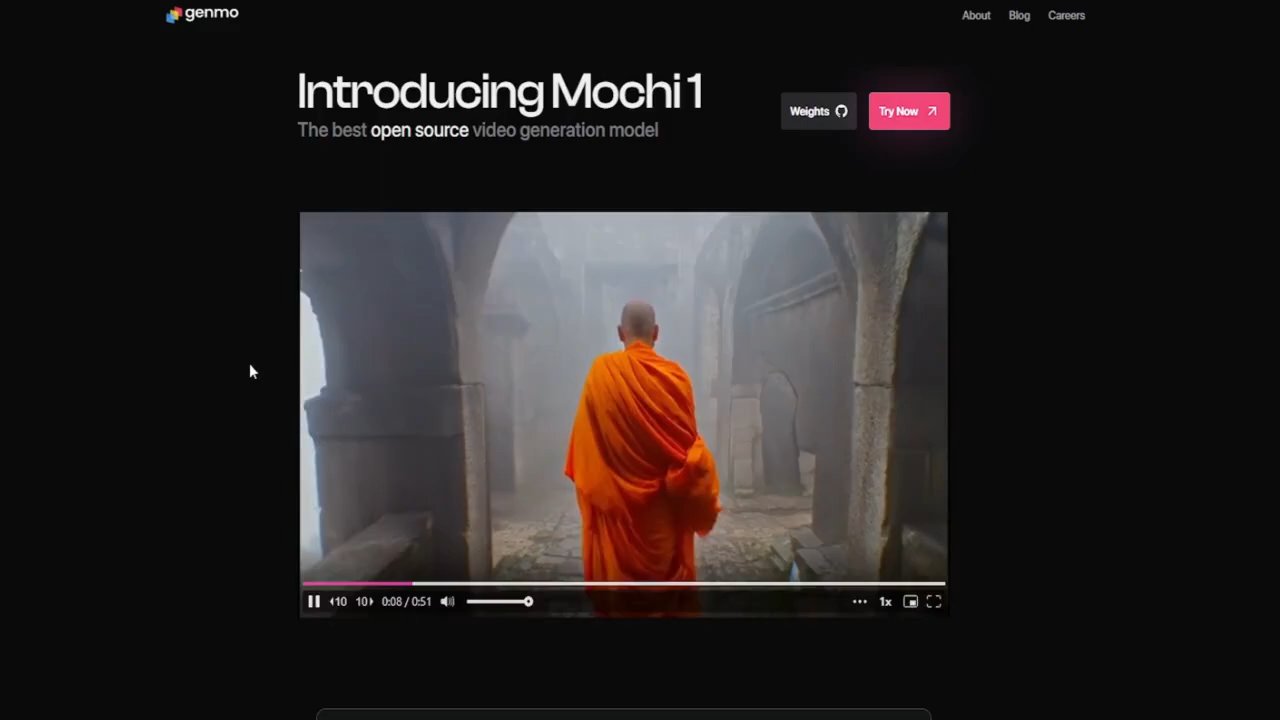 genmo
About Blog Careers
Introducing Mochi 1
The best open source video generation model
Weights
Try Now
10 10 0:08 / 0:51 1x